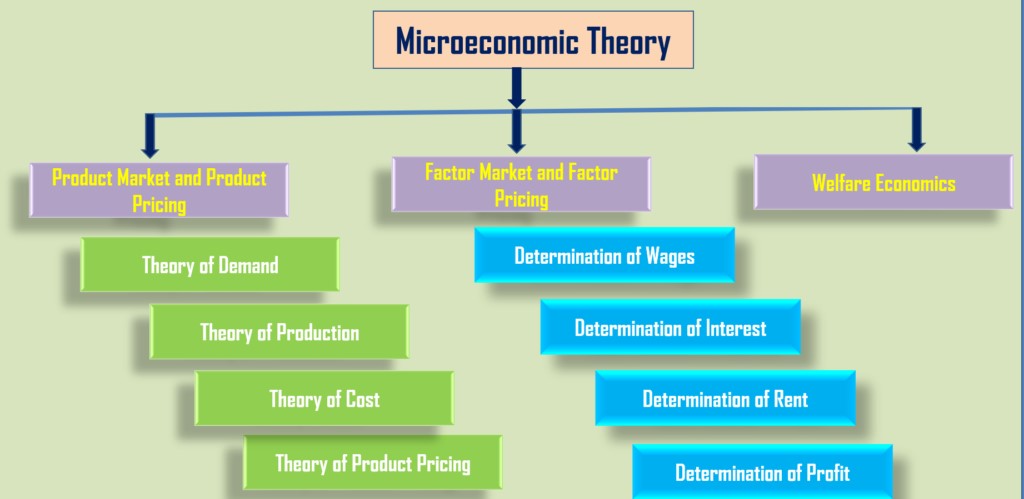 Microeconomic Theory
Product Market and Product
Pricing
Factor Market and Factor
Pricing
Welfare Economics
Theory of Demand
Theory of Production
Theory of Cost
Theory of Product Pricing
Determination of Wages
Determination of Interest
Determination of Rent
Determination of Profit